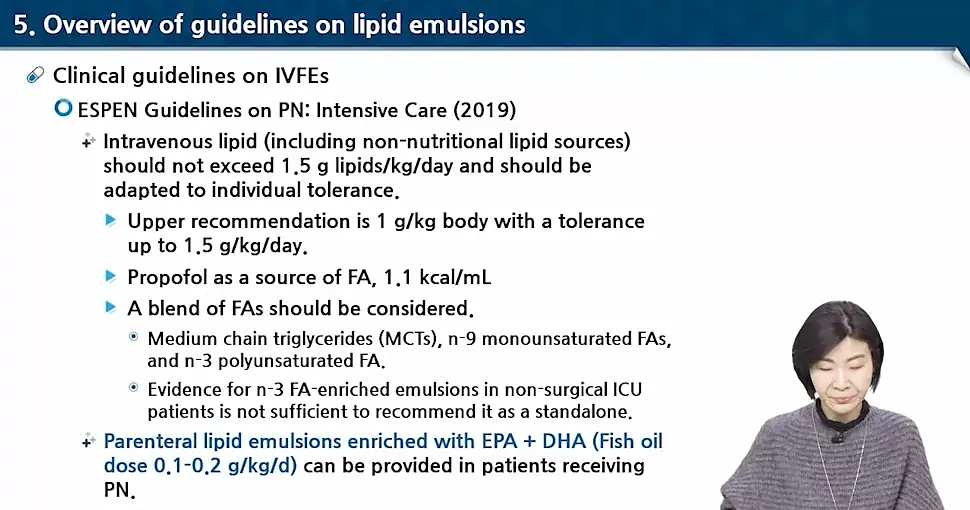 5. Overview of guidelines on lipid emulsions
Clinical guidelines on IVFEs
ESPEN Guidelines on PN: Intensive Care (2019)
Intravenous lipid (including non-nutritional lipid sources)
should not exceed 1.5 g lipids/kg/day and should be
adapted to individual tolerance.
Upper recommendation is 1 g/kg body with a tolerance
up to 1.5 g/kg/day.
Propofol as a source of FA, 1.1 kcal/mL
A blend of FAs should be considered.
Medium chain triglycerides (MCTs), n-9 monounsaturated FAs,
and n-3 polyunsaturated FA.
Evidence for n-3 FA-enriched emulsions in non-surgical ICU
patients is not sufficient to recommend it as a standalone.
Parenteral lipid emulsions enriched with EPA + DHA (Fish oil
dose 0.1-0.2 g/kg/d) can be provided in patients receiving
PN.